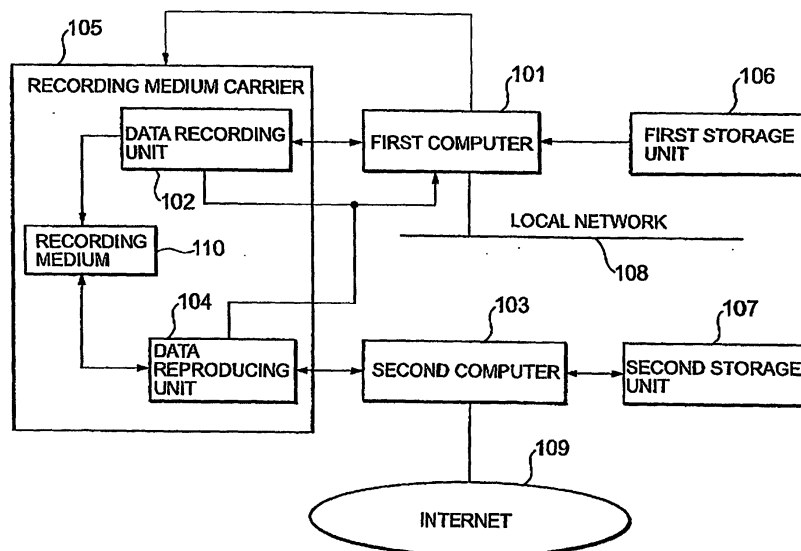 105
RECORDING MEDIUM CARRIER
101
106
DATA RECORDING
UNIT
FIRST COMPUTER
FIRST STORAGE
UNIT
102
RECORDING
MEDIUM
110
LOCAL NETWORK
108
104
103
107
DATA
REPRODUCING
UNIT
SECOND COMPUTER
SECOND STORAGE
UNIT
109
INTERNET